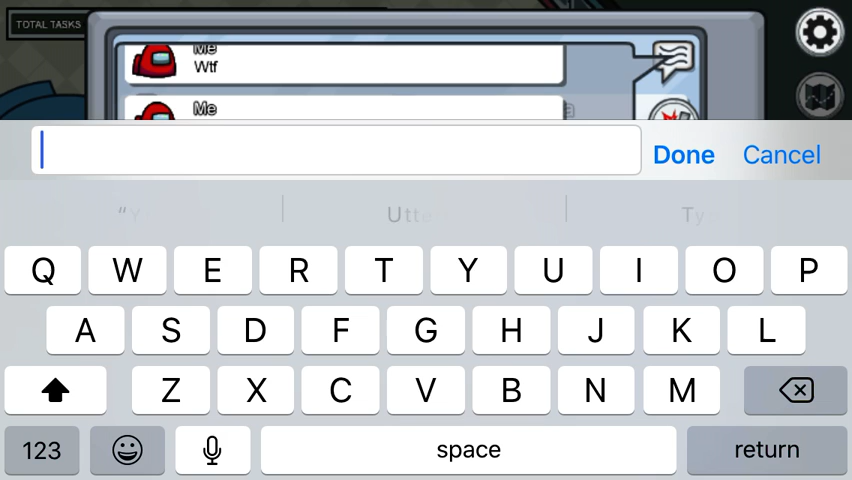 TOTAL TASKS
Me
Wtf
Me
Done Cancel
Q W E R T Y U I O P
A S D F G H J K L
Z X C V B N M
123 space return